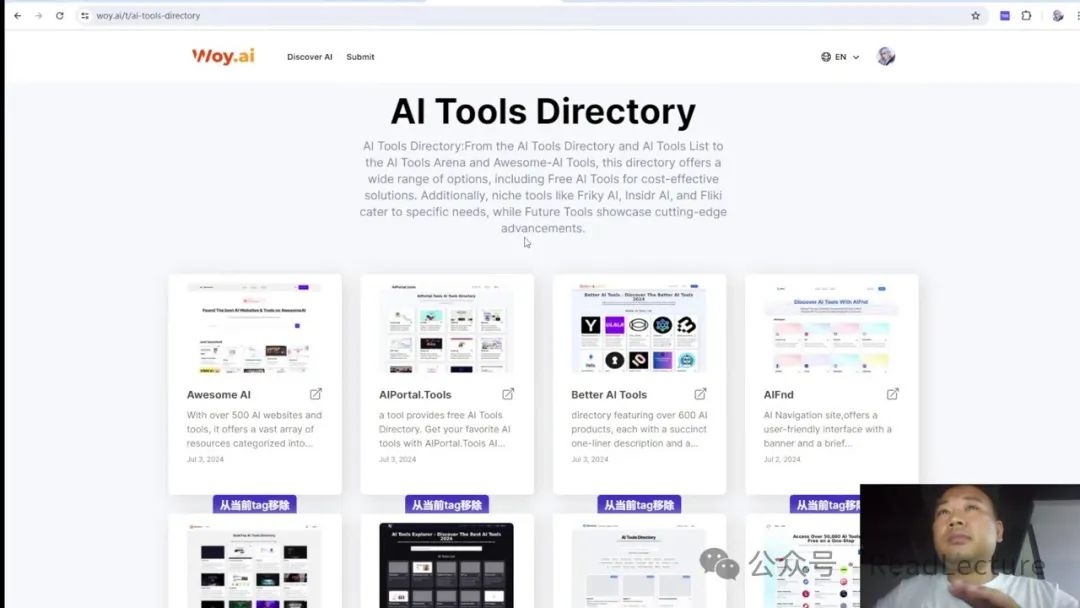 woy.ai/t/ai-tools-directory
Woy.ai Discover AI Submit EN
AI Tools Directory
AI Tools Directory:From the AI Tools Directory and AI Tools List to
the AI Tools Arena and Awesome-AI Tools, this directory offers a
wide range of options, including Free AI Tools for cost-effective
solutions. Additionally, niche tools like Friky AI, Insidr AI, and Fliki
cater to specific needs, while Future Tools showcase cutting-edge
advancements.
Found The best AI Websites & Tools on AwesomeAI
AIPortal.tools
AIPortal Tools AI Tools Directory
Better AI Tools - Discover The Better AI Tools
2024
Discover AI Tools With AIFnd
Awesome AI
With over 500 AI websites and
tools, it offers a vast array of
resources categorized into...
Jul 3, 2024
AIPortal.Tools
a tool provides free AI Tools
Directory. Get your favorite AI
tools with AIPortal.Tools AI...
Jul 3, 2024
Better AI Tools
directory featuring over 600 AI
products, each with a succinct
one-liner description and a...
Jul 3, 2024
AIFnd
AI Navigation site,offers a
user-friendly interface with a
banner and a brief...
Jul 2, 2024
从当前tag移除
从当前tag移除
从当前tag移除
从当前tag移除
AI Tools Explorer - Discover The Best AI Tools
2024
AI Tools Directory
Access Over 30,000 AI Tools
Free on a One-Stop
公众号 · ReadLecture